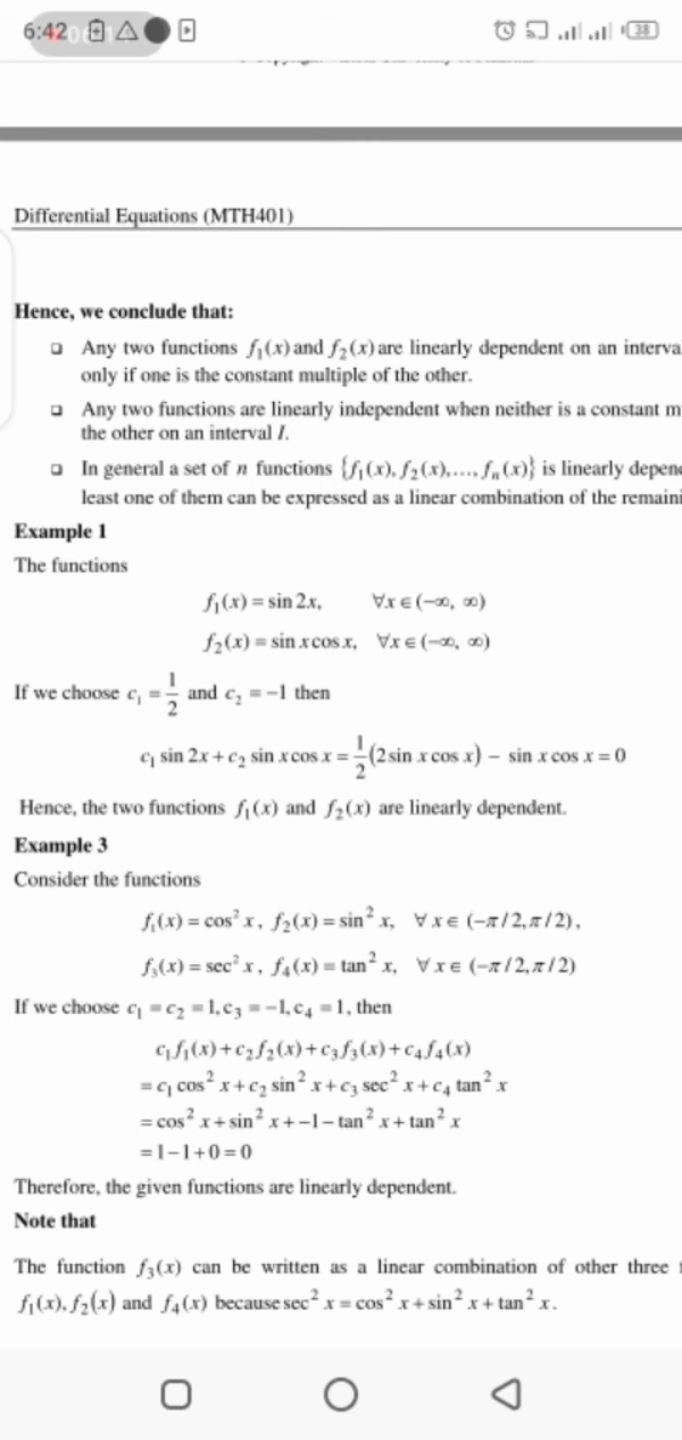 6:42
38
Differential Equations (MTH401)
Hence, we conclude that:
❑ Any two functions f₁(x) and f₂(x) are linearly dependent on an interva
only if one is the constant multiple of the other.
❑ Any two functions are linearly independent when neither is a constant m
the other on an interval I.
❑ In general a set of n functions {f₁(x), f₂(x),…, fₙ(x)} is linearly depen
least one of them can be expressed as a linear combination of the remaini
Example 1
The functions
f₁(x) = sin 2x, ∀x ∈ (−∞, ∞)
f₂(x) = sin x cos x, ∀x ∈ (−∞, ∞)
If we choose c₁ = 1/2 and c₂ = −1 then
c₁ sin 2x + c₂ sin x cos x = 1/2 (2 sin x cos x) − sin x cos x = 0
Hence, the two functions f₁(x) and f₂(x) are linearly dependent.
Example 3
Consider the functions
f₁(x) = cos² x, f₂(x) = sin² x, ∀ x ∈ (−π/2, π/2),
f₃(x) = sec² x, f₄(x) = tan² x, ∀ x ∈ (−π/2, π/2)
If we choose c₁ = c₂ = 1, c₃ = −1, c₄ = 1, then
c₁f₁(x) + c₂f₂(x) + c₃f₃(x) + c₄f₄(x)
= c₁ cos² x + c₂ sin² x + c₃ sec² x + c₄ tan² x
= cos² x + sin² x + −1 − tan² x + tan² x
= 1 − 1 + 0 = 0
Therefore, the given functions are linearly dependent.
Note that
The function f₃(x) can be written as a linear combination of other three
f₁(x), f₂(x) and f₄(x) because sec² x = cos² x + sin² x + tan² x.